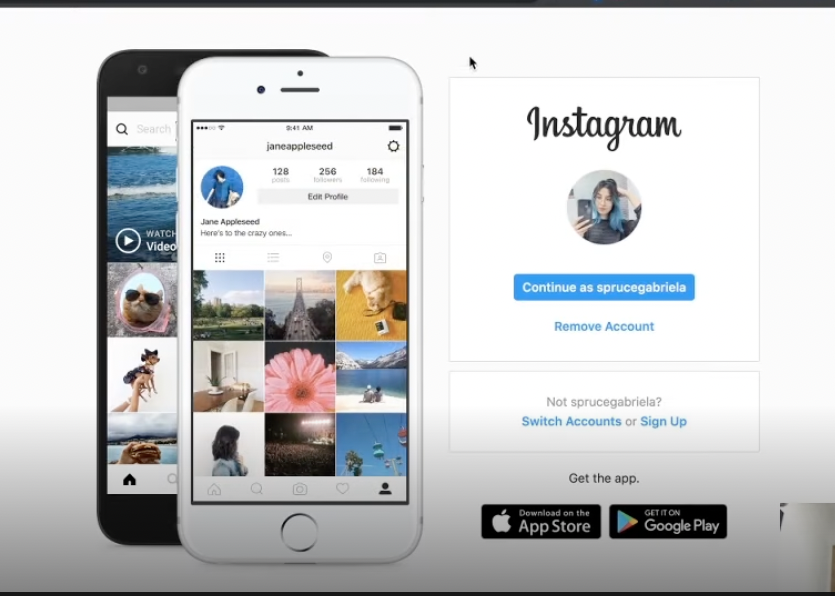 Search
WATCH
Video
9:41 AM
janeappleseed
128
256
184
posts
followers
following
Edit Profile
Jane Appleseed
Here's to the crazy ones...
Instagram
Continue as sprucegabriela
Remove Account
Not sprucegabriela?
Switch Accounts or Sign Up
Get the app.
Download on the
App Store
GET IT ON
Google Play